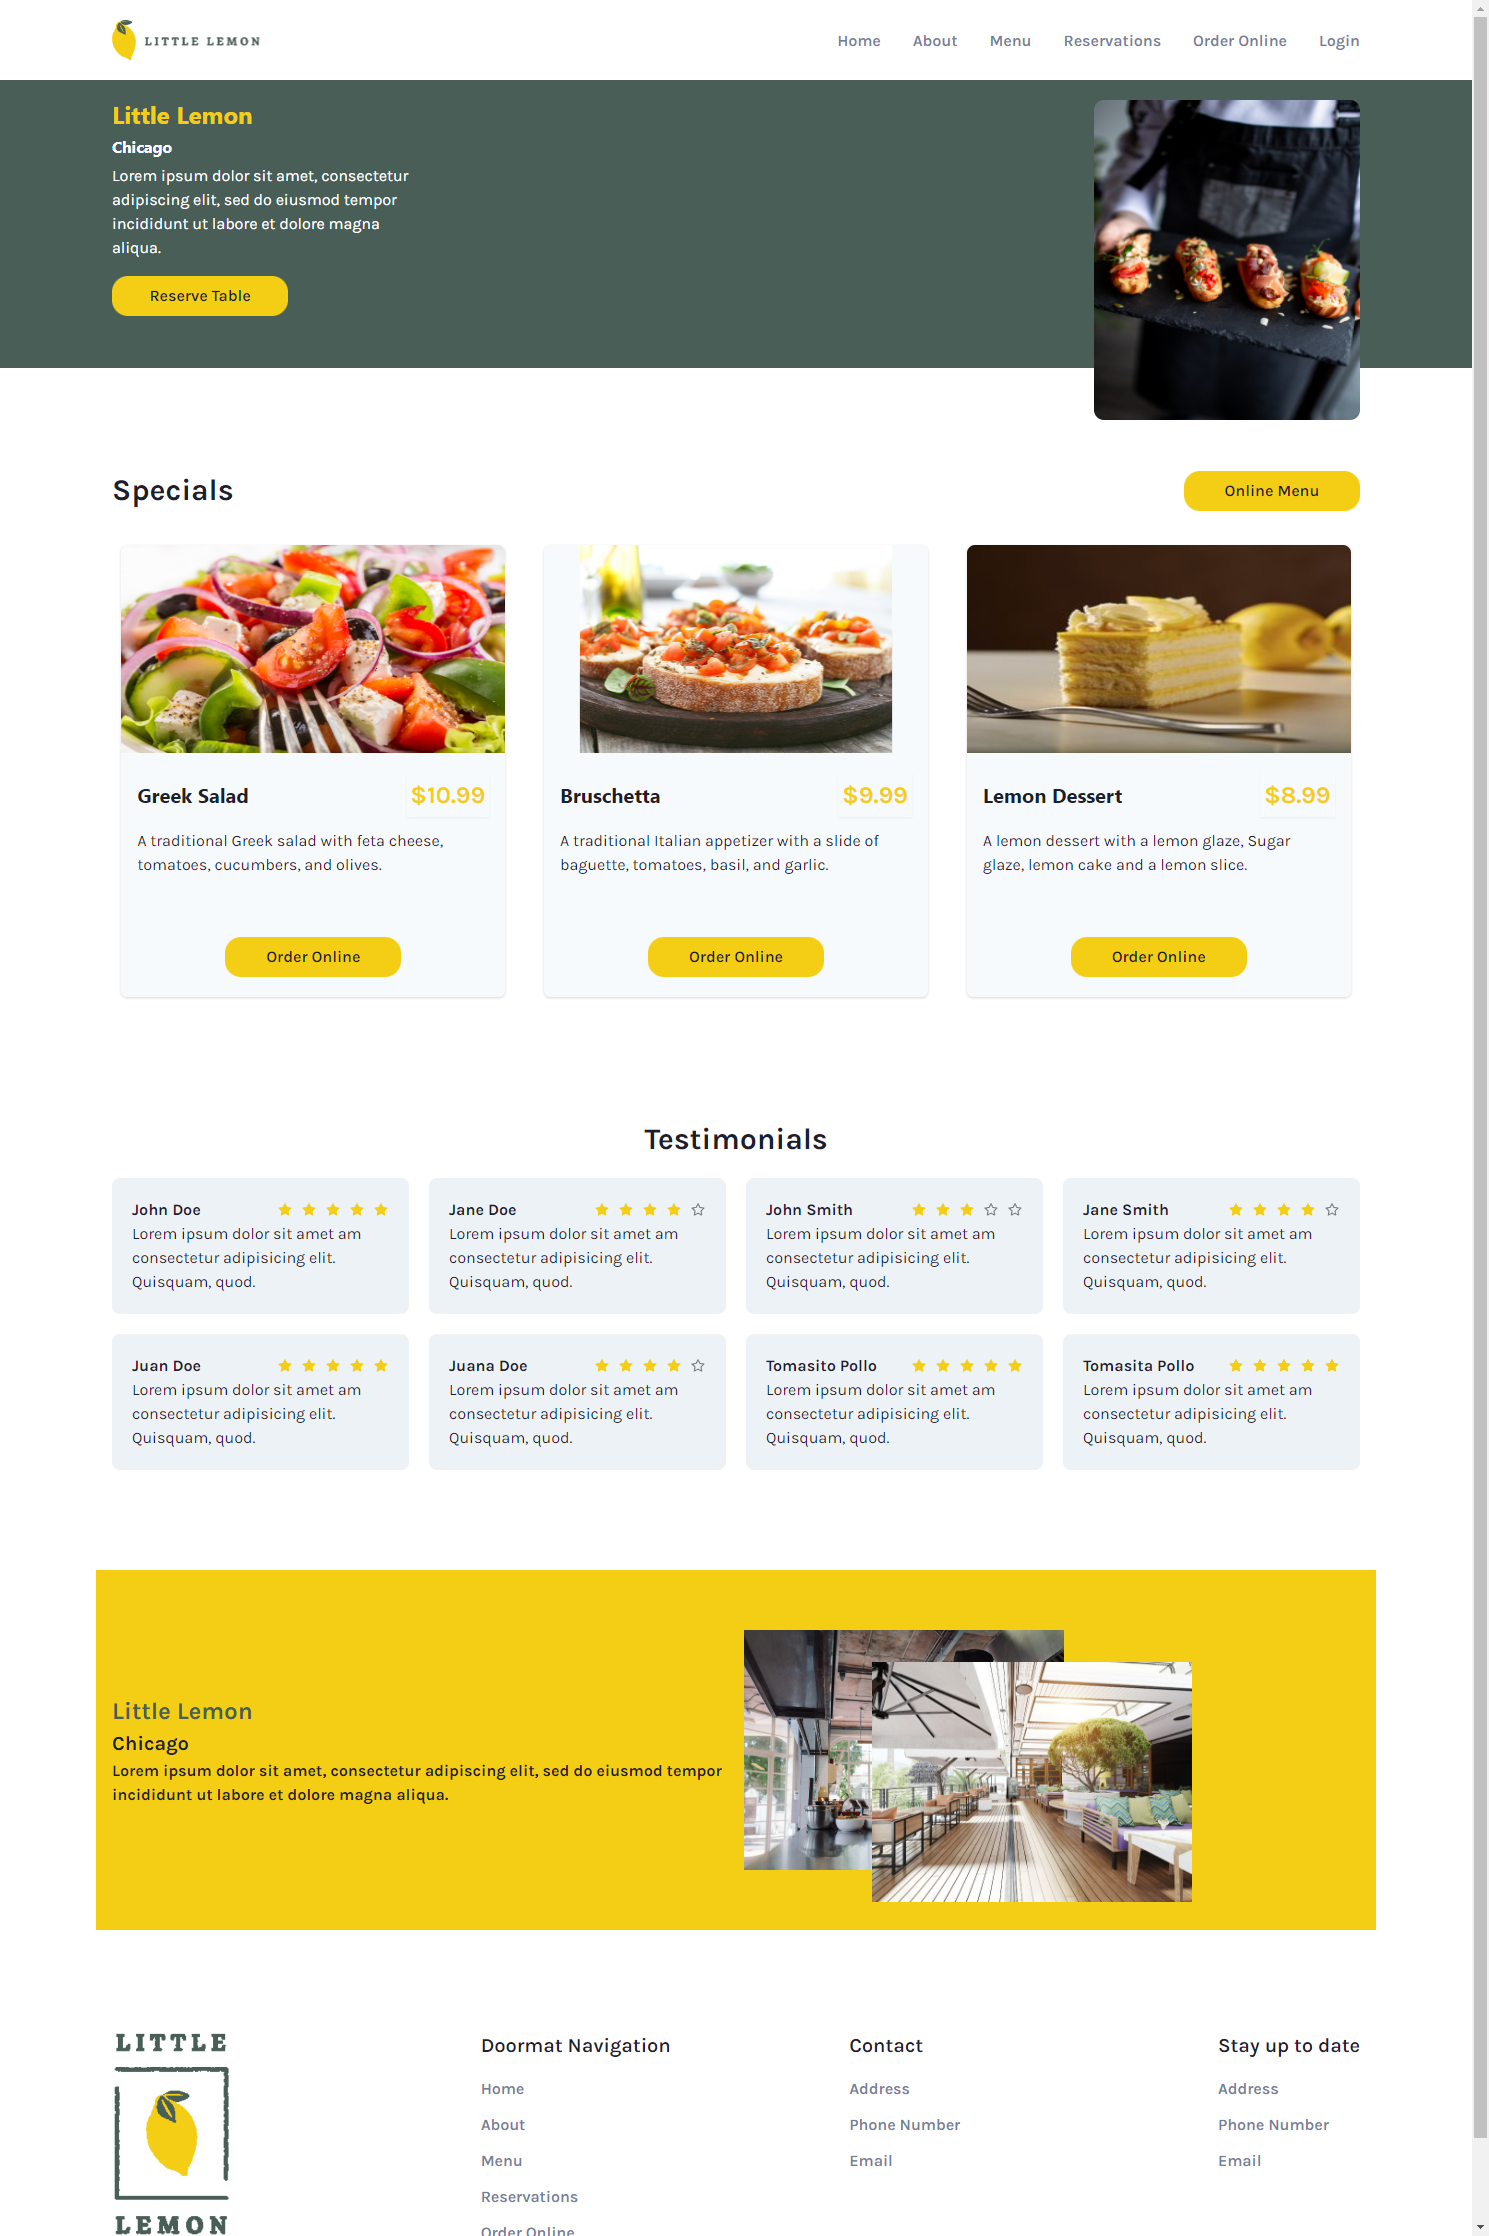 LITTLE LEMON
Home About Menu Reservations Order Online Login
Little Lemon
Chicago
Lorem ipsum dolor sit amet, consectetur
adipiscing elit, sed do eiusmod tempor
incididunt ut labore et dolore magna
aliqua.
Reserve Table
Specials
Online Menu
Greek Salad $10.99
A traditional Greek salad with feta cheese,
tomatoes, cucumbers, and olives.
Order Online
Bruschetta $9.99
A traditional Italian appetizer with a slide of
baguette, tomatoes, basil, and garlic.
Order Online
Lemon Dessert $8.99
A lemon dessert with a lemon glaze, Sugar
glaze, lemon cake and a lemon slice.
Order Online
Testimonials
John Doe
Lorem ipsum dolor sit amet am
consectetur adipisicing elit.
Quisquam, quod.
Jane Doe
Lorem ipsum dolor sit amet am
consectetur adipisicing elit.
Quisquam, quod.
John Smith
Lorem ipsum dolor sit amet am
consectetur adipisicing elit.
Quisquam, quod.
Jane Smith
Lorem ipsum dolor sit amet am
consectetur adipisicing elit.
Quisquam, quod.
Juan Doe
Lorem ipsum dolor sit amet am
consectetur adipisicing elit.
Quisquam, quod.
Juana Doe
Lorem ipsum dolor sit amet am
consectetur adipisicing elit.
Quisquam, quod.
Tomasito Pollo
Lorem ipsum dolor sit amet am
consectetur adipisicing elit.
Quisquam, quod.
Tomasita Pollo
Lorem ipsum dolor sit amet am
consectetur adipisicing elit.
Quisquam, quod.
Little Lemon
Chicago
Lorem ipsum dolor sit amet, consectetur adipiscing elit, sed do eiusmod tempor
incididunt ut labore et dolore magna aliqua.
LITTLE
LEMON
Doormat Navigation
Home
About
Menu
Reservations
Order Online
Contact
Address
Phone Number
Email
Stay up to date
Address
Phone Number
Email